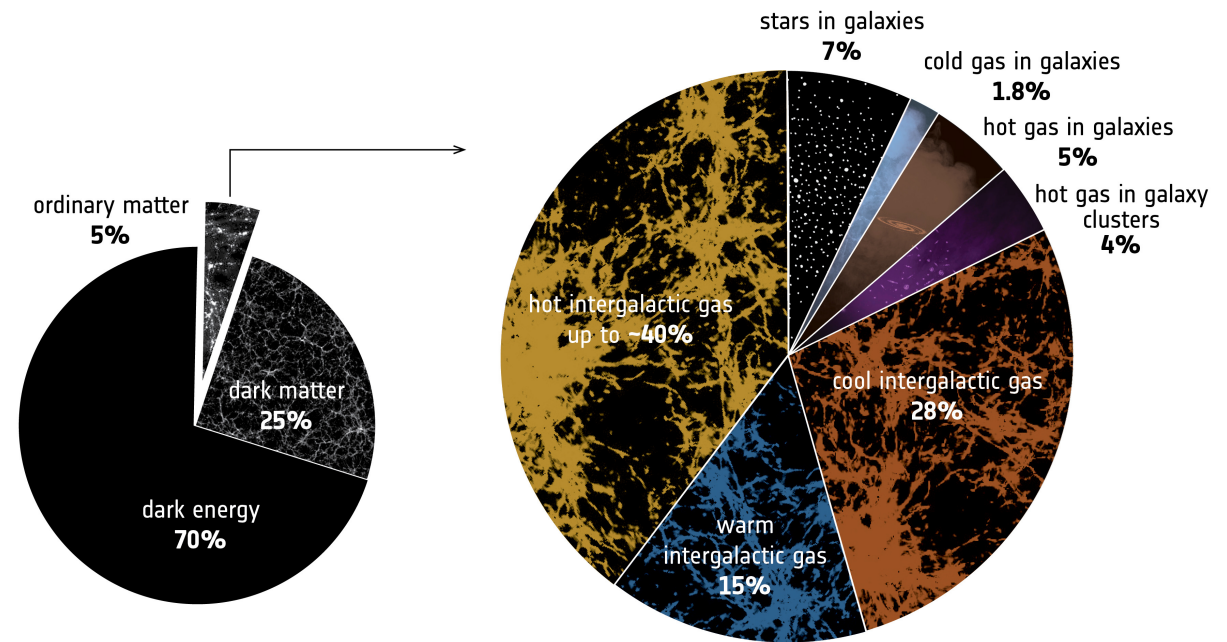 ordinary matter
5%
dark matter
25%
dark energy
70%
stars in galaxies
7%
cold gas in galaxies
1.8%
hot gas in galaxies
5%
hot gas in galaxy
clusters
4%
cool intergalactic gas
28%
warm
intergalactic gas
15%
hot intergalactic gas
up to ~40%